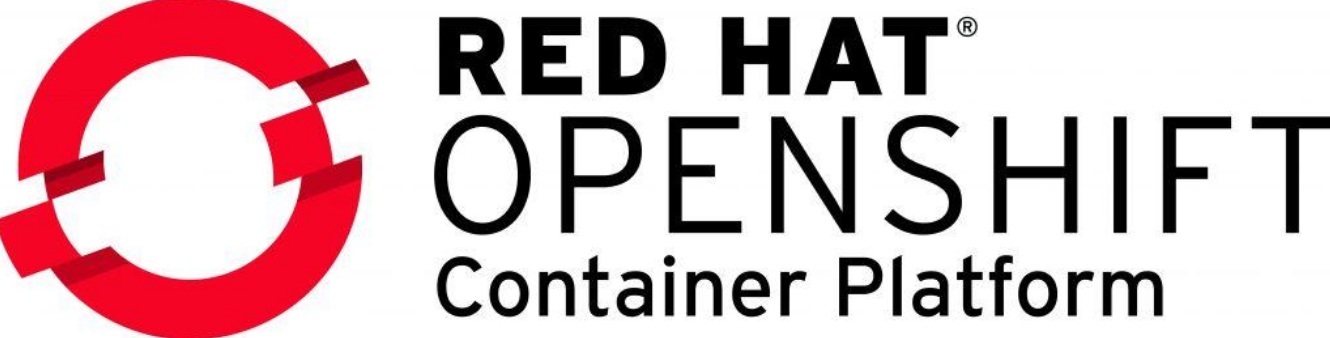 RED HAT®
OPENSHIFT
Container Platform